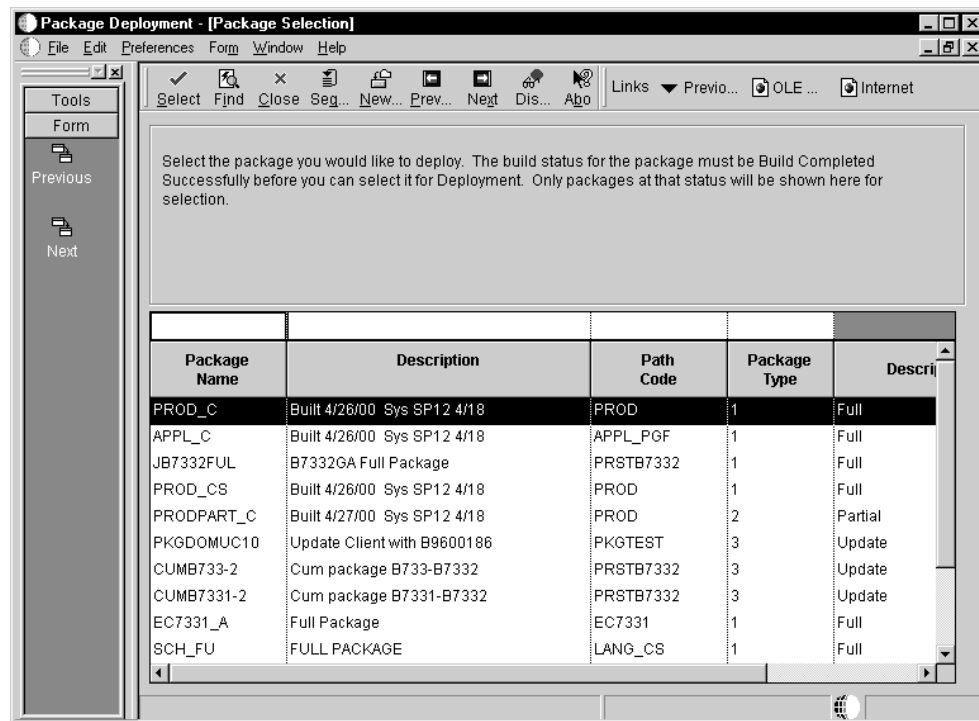 Package Deployment - [Package Selection]
File Edit Preferences Form Window Help
Tools
Form
Previous
Next
Select Find Close Seq... New... Prev... Next Dis... Abo Links Previo... OLE ... Internet
Select the package you would like to deploy. The build status for the package must be Build Completed
Successfully before you can select it for Deployment. Only packages at that status will be shown here for
selection.
Package Name Description Path Code Package Type Descri
PROD_C Built 4/26/00 Sys SP12 4/18 PROD 1 Full
APPL_C Built 4/26/00 Sys SP12 4/18 APPL_PGF 1 Full
JB7332FUL B7332GA Full Package PRSTB7332 1 Full
PROD_CS Built 4/26/00 Sys SP12 4/18 PROD 1 Full
PRODPART_C Built 4/27/00 Sys SP12 4/18 PROD 2 Partial
PKGDOMUC10 Update Client with B9600186 PKGTEST 3 Update
CUMB733-2 Cum package B733-B7332 PRSTB7332 3 Update
CUMB7331-2 Cum package B7331-B7332 PRSTB7332 3 Update
EC7331_A Full Package EC7331 1 Full
SCH_FU FULL PACKAGE LANG_CS 1 Full